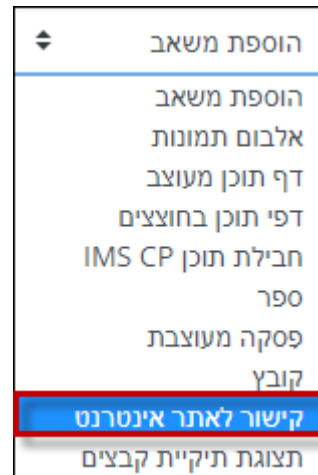 הוספת משאב
הוספת משאב
אלבום תמונות
דף תוכן מעוצב
דפי תוכן בחוצצים
חבילת תוכן IMS CP
ספר
פסקה מעוצבת
קובץ
קישור לאתר אינטרנט
תצוגת תיקיית קבצים